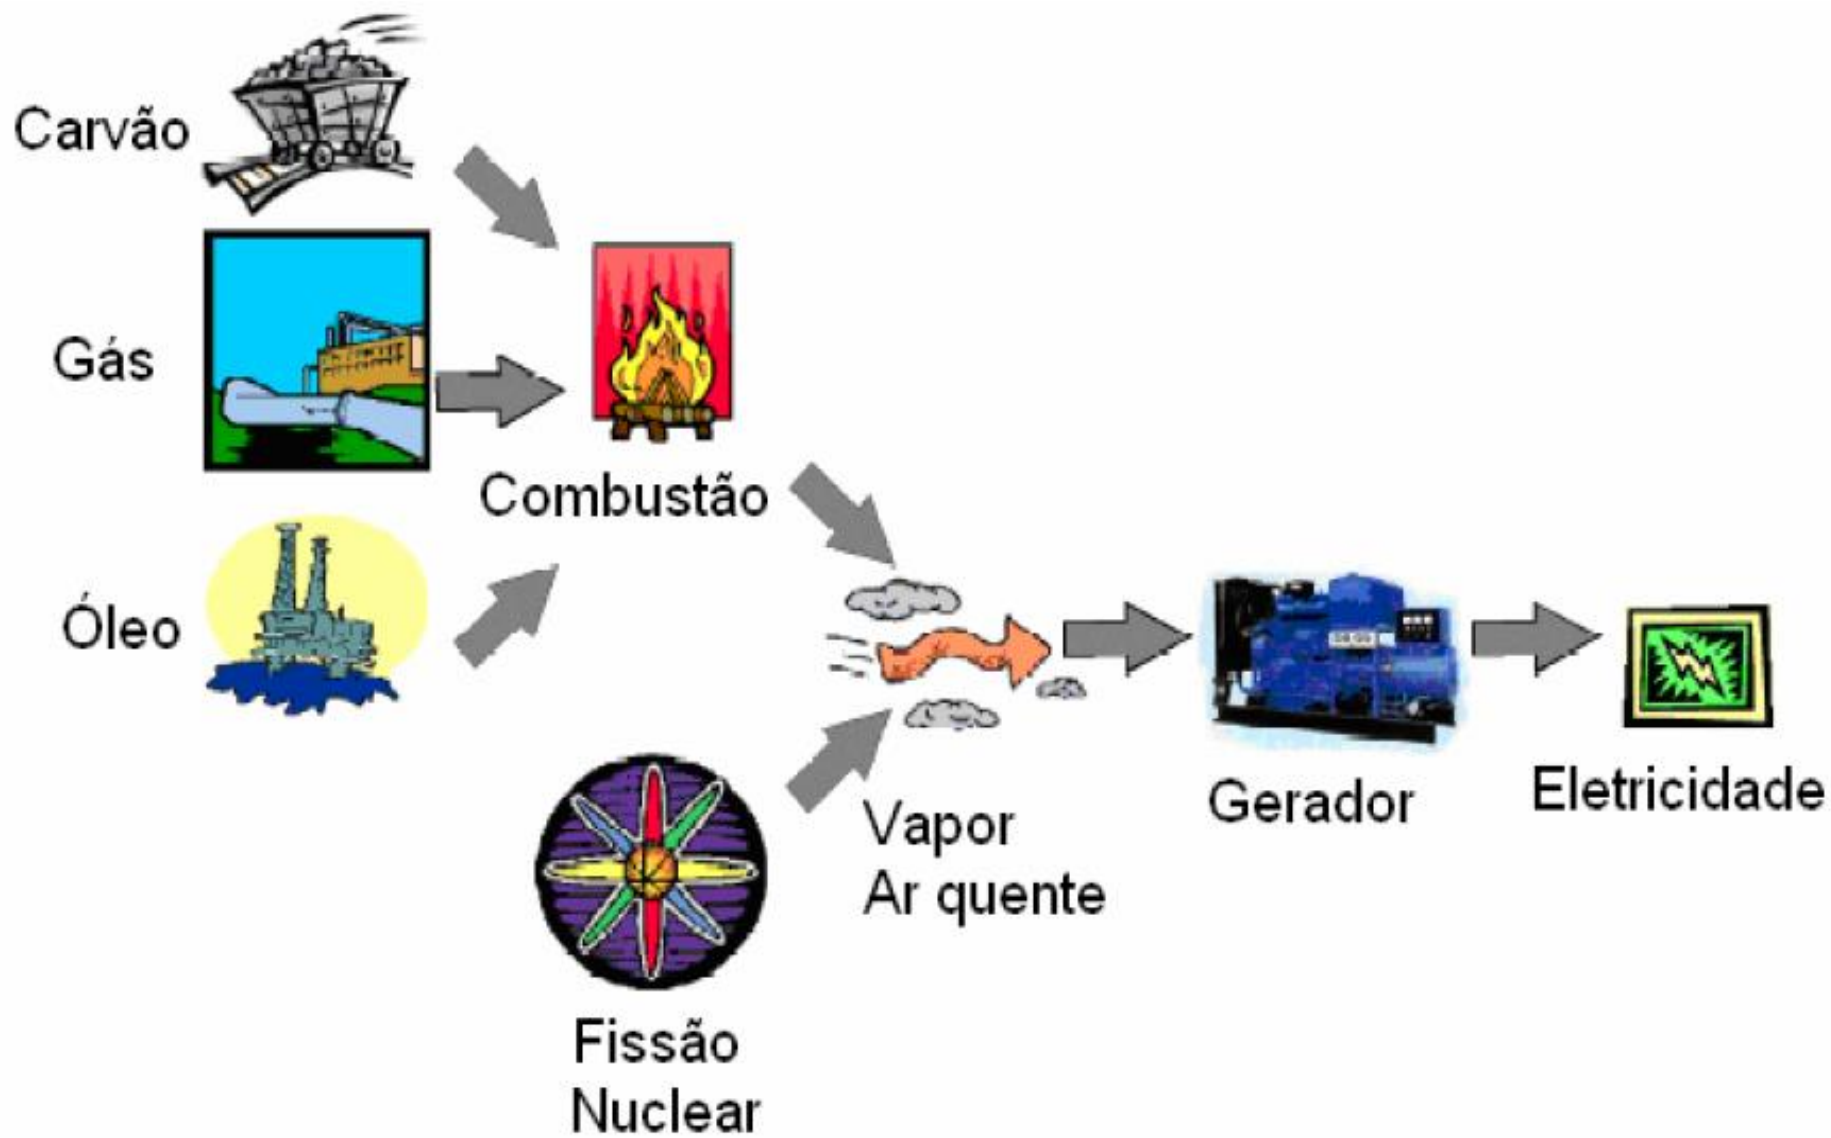 Carvão
Gás
Óleo
Combustão
Fissão
Nuclear
Vapor
Ar quente
Gerador
Eletricidade